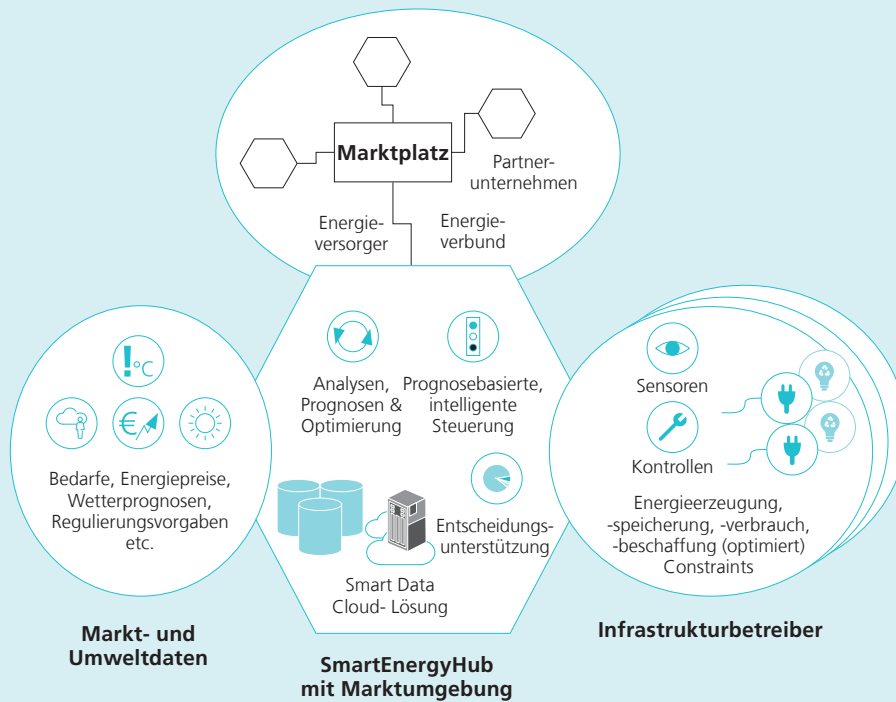 Marktplatz
Partner-
unternehmen
Energie-
versorger
Energie-
verbund
!°C
€
Bedarfe, Energiepreise,
Wetterprognosen,
Regulierungsvorgaben
etc.
Markt- und
Umweltdaten
Analysen,
Prognosen &
Optimierung
Prognosebasierte,
intelligente
Steuerung
Entscheidungs-
unterstützung
Smart Data
Cloud- Lösung
SmartEnergyHub
mit Marktumgebung
Sensoren
Kontrollen
Energieerzeugung,
-speicherung, -verbrauch,
-beschaffung (optimiert)
Constraints
Infrastrukturbetreiber